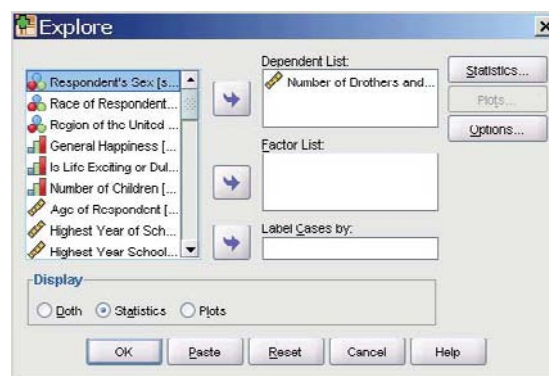 Explore
Respondent's Sex [s...
Race of Respondent...
Region of the United ...
General Happiness [...
Is Life Exciting or Dul...
Number of Children [...
Age of Respondent [...
Highest Year of Sch...
Highest Year School...
Dependent List:
Number of Brothers and...
Factor List:
Label Cases by:
Statistics...
Plots...
Options...
Display
Both
Statistics
Plots
OK
Paste
Reset
Cancel
Help